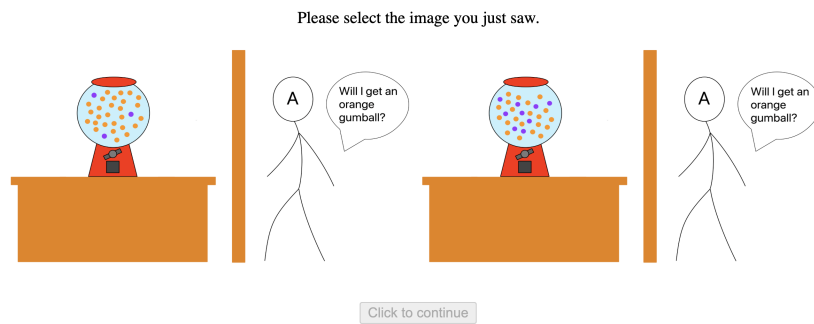 Please select the image you just saw.
A
Will I get an
orange
gumball?
A
Will I get an
orange
gumball?
Click to continue